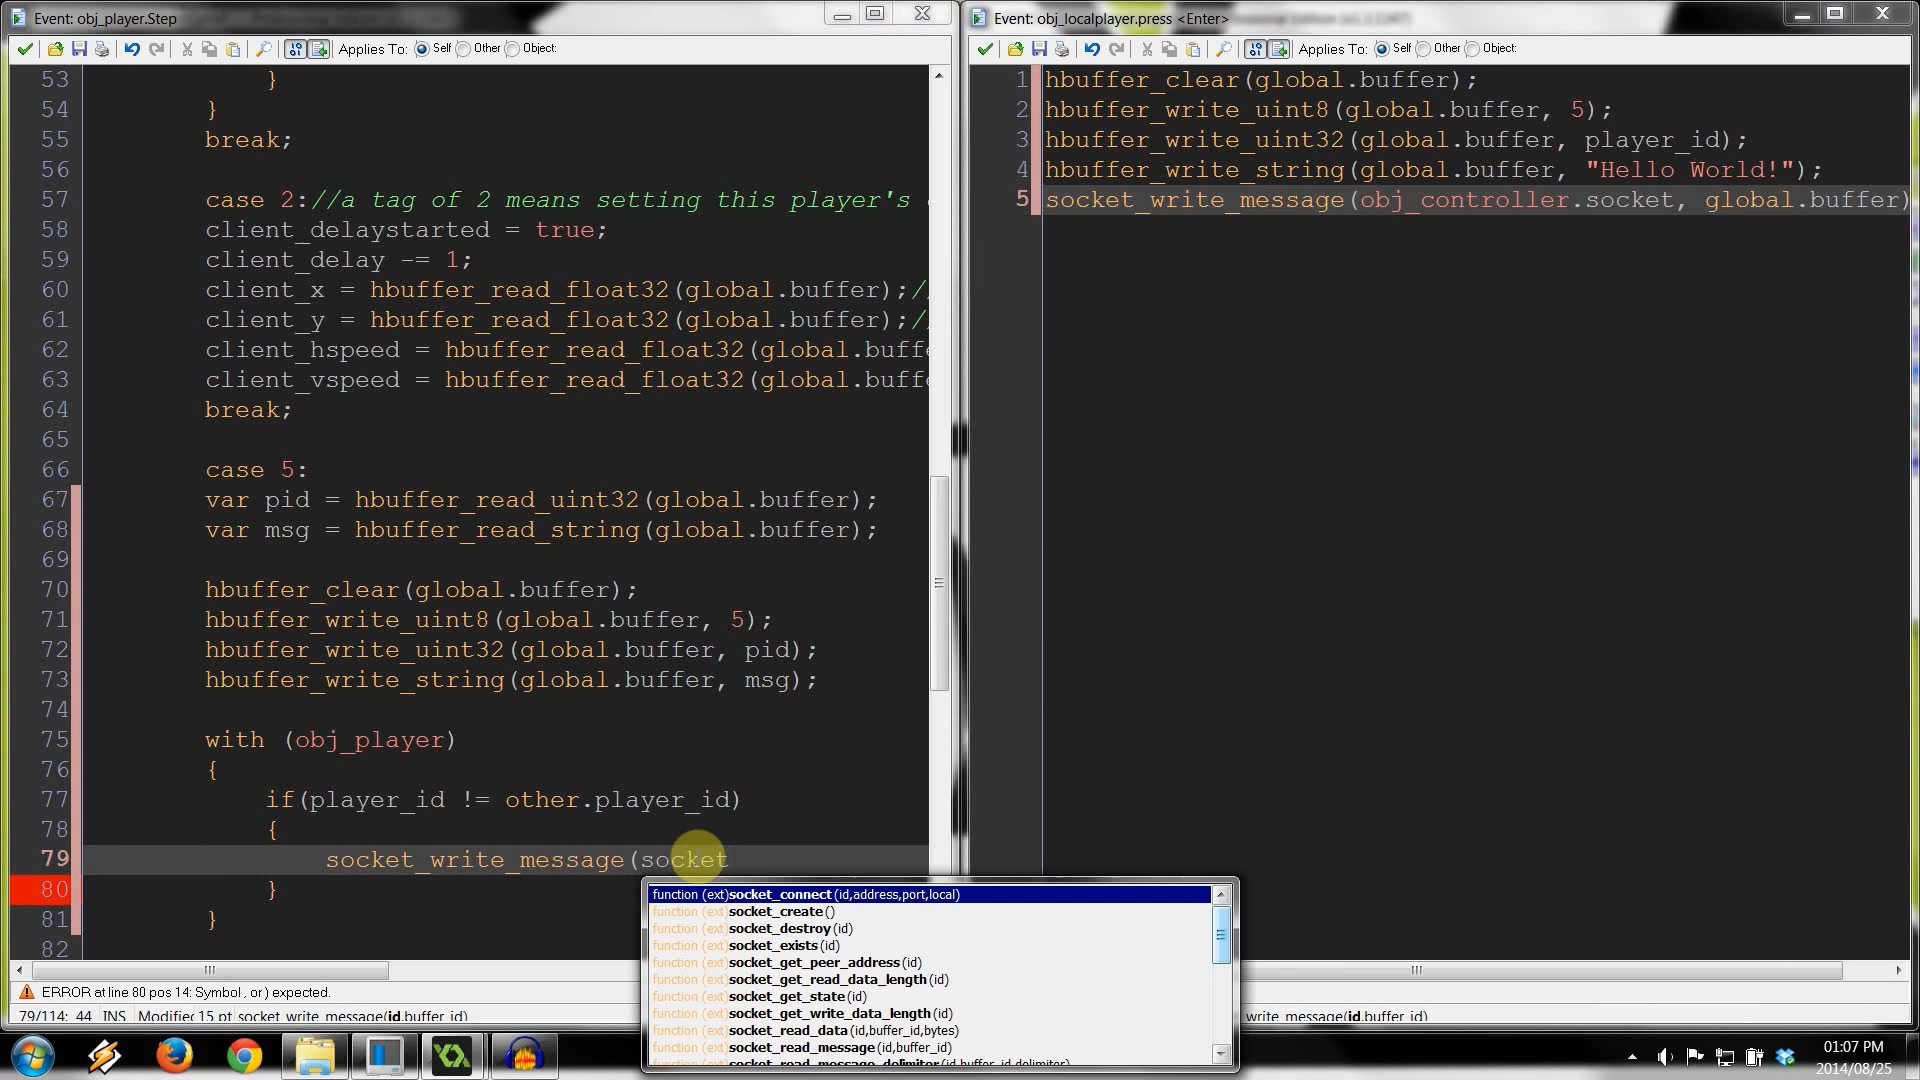 Event: obj_player.Step
Applies To: Self Other Object:
53 }
54 }
55 break;
56
57 case 2://a tag of 2 means setting this player's
58 client_delaystarted = true;
59 client_delay -= 1;
60 client_x = hbuffer_read_float32(global.buffer);/
61 client_y = hbuffer_read_float32(global.buffer);//
62 client_hspeed = hbuffer_read_float32(global.buffe
63 client_vspeed = hbuffer_read_float32(global.buffe
64 break;
65
66 case 5:
67 var pid = hbuffer_read_uint32(global.buffer);
68 var msg = hbuffer_read_string(global.buffer);
69
70 hbuffer_clear(global.buffer);
71 hbuffer_write_uint8(global.buffer, 5);
72 hbuffer_write_uint32(global.buffer, pid);
73 hbuffer_write_string(global.buffer, msg);
74
75 with (obj_player)
76 {
77 if(player_id != other.player_id)
78 {
79 socket_write_message(socket
80 }
81 }
82
ERROR at line 80 pos 14: Symbol , or ) expected.
79/114: 44 INS Modified 15 pt socket_write_message(id,buffer_id)
function (ext)socket_connect(id,address,port,local)
function (ext)socket_create()
function (ext)socket_destroy(id)
function (ext)socket_exists(id)
function (ext)socket_get_peer_address(id)
function (ext)socket_get_read_data_length(id)
function (ext)socket_get_state(id)
function (ext)socket_get_write_data_length(id)
function (ext)socket_read_data(id,buffer_id,bytes)
function (ext)socket_read_message(id,buffer_id)
function (ext)socket_read_message_delimiter(id,buffer_id,delimiter)
Event: obj_localplayer.press <Enter>
Applies To: Self Other Object:
1 hbuffer_clear(global.buffer);
2 hbuffer_write_uint8(global.buffer, 5);
3 hbuffer_write_uint32(global.buffer, player_id);
4 hbuffer_write_string(global.buffer, "Hello World!");
5 socket_write_message(obj_controller.socket, global.buffer)
write_message(id,buffer_id)
01:07 PM
2014/08/25